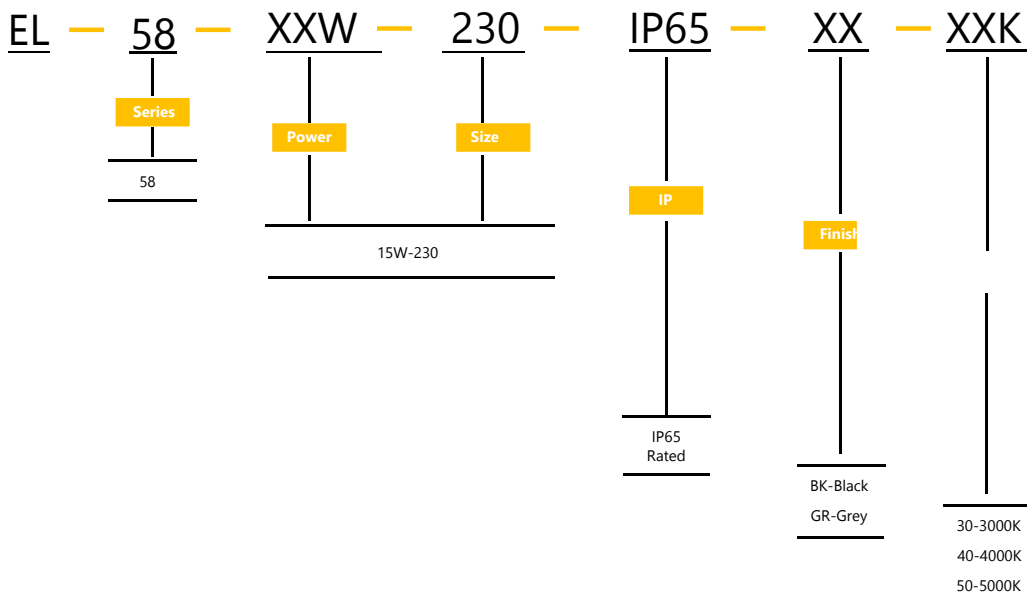 EL — 58 — XXW — 230 — IP65 — XX — XXK
Series
Power
Size
58
IP
Finish
15W-230
IP65
Rated
BK-Black
GR-Grey
30-3000K
40-4000K
50-5000K